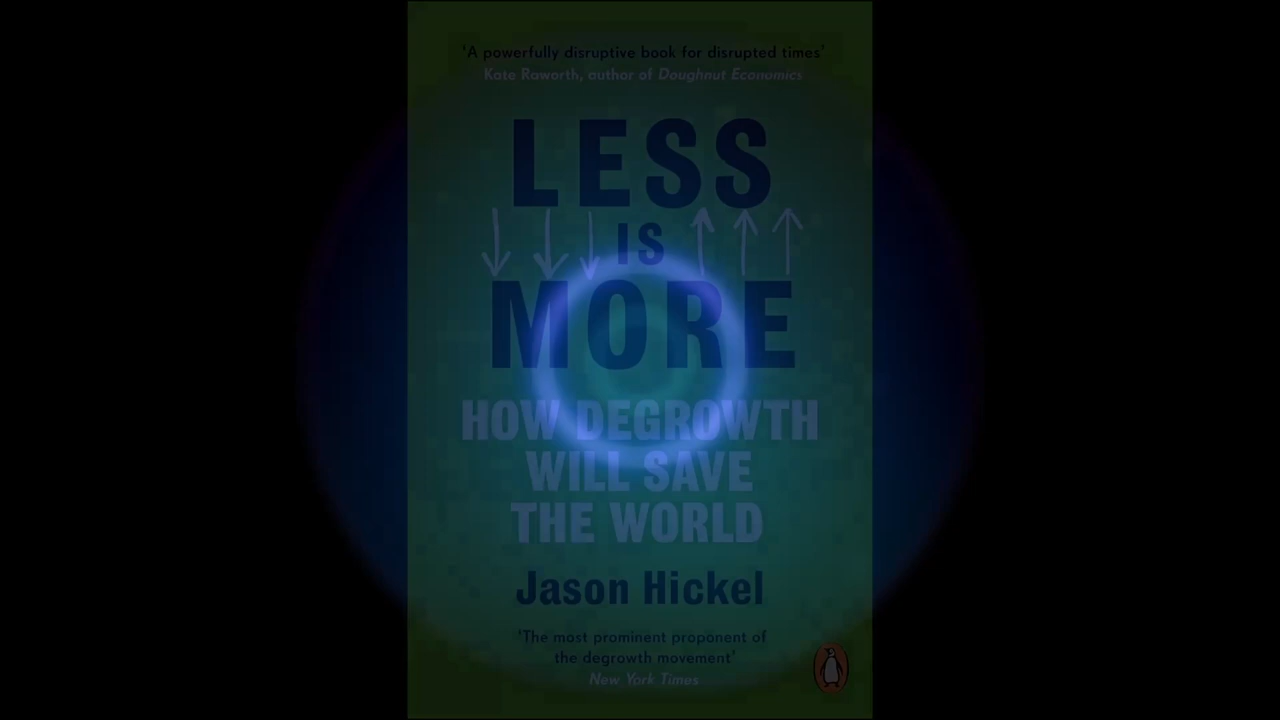 'A powerfully disruptive book for disrupted times'
Kate Raworth, author of Doughnut Economics
LESS
IS
MORE
HOW DEGROWTH
WILL SAVE
THE WORLD
Jason Hickel
'The most prominent proponent of
the degrowth movement'
New York Times